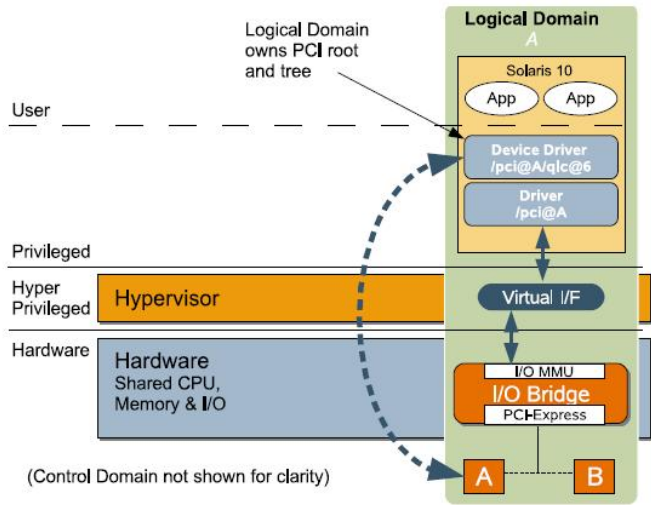 Logical Domain
A
Logical Domain
owns PCI root
and tree
Solaris 10
App
App
User
Device Driver
/pci@A/qlc@6
Driver
/pci@A
Privileged
Hyper
Privileged
Hypervisor
Virtual I/F
Hardware
Hardware
Shared CPU,
Memory & I/O
I/O MMU
I/O Bridge
PCI-Express
A
B
(Control Domain not shown for clarity)